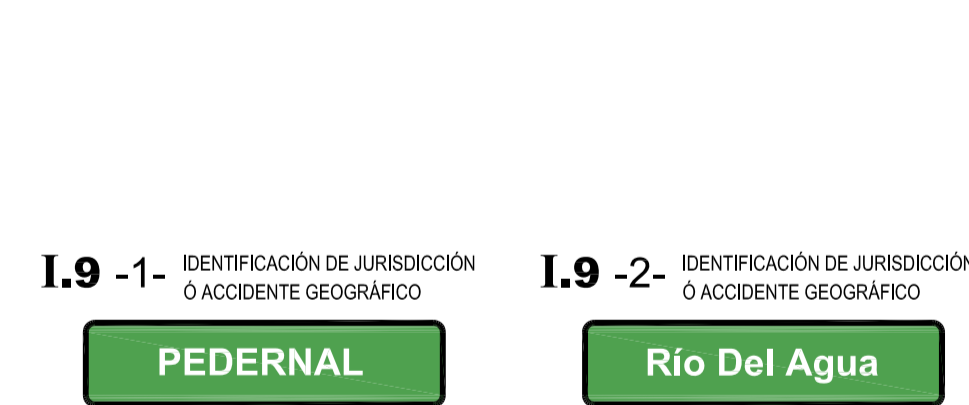 I.9 -1- IDENTIFICACIÓN DE JURISDICCIÓN
Ó ACCIDENTE GEOGRÁFICO
PEDERNAL
I.9 -2- IDENTIFICACIÓN DE JURISDICCIÓN
Ó ACCIDENTE GEOGRÁFICO
Río Del Agua